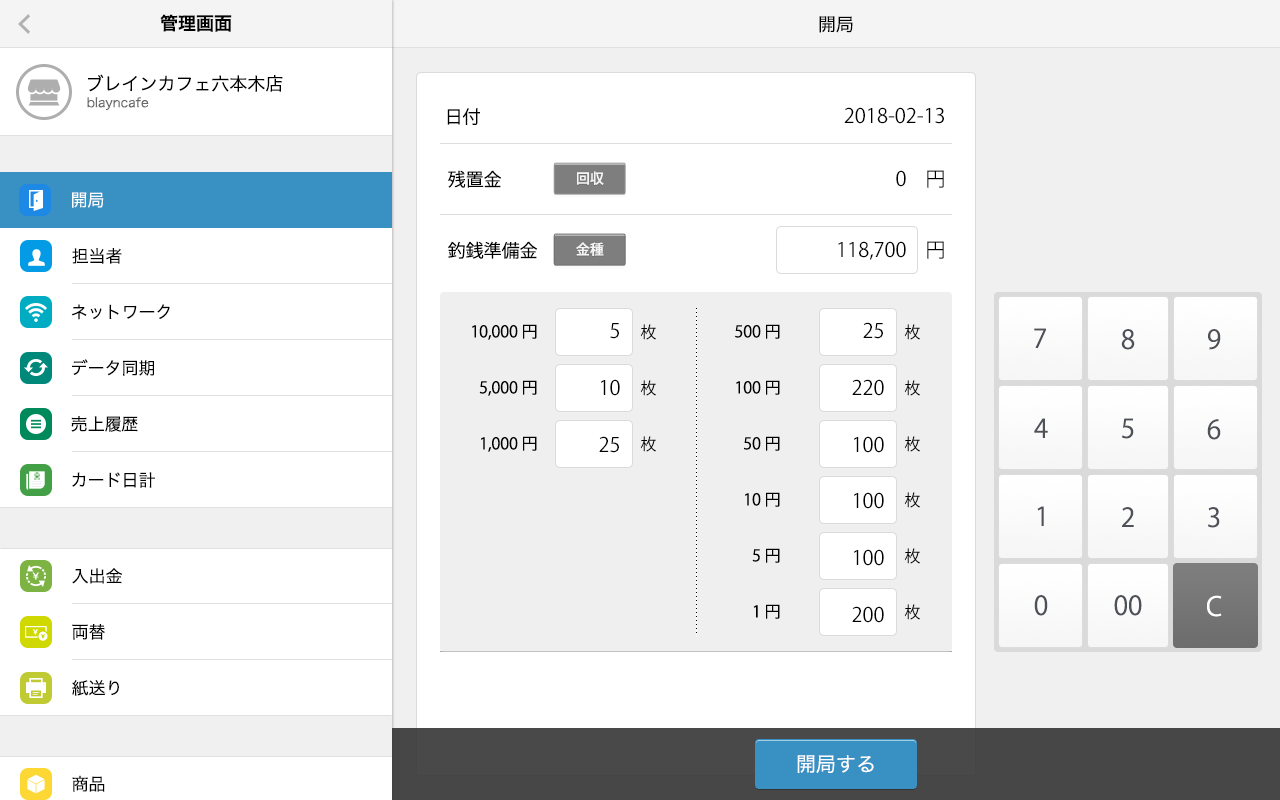 管理画面
ブレインカフェ六本木店
blayncafe
開局
担当者
ネットワーク
データ同期
売上履歴
カード日計
入出金
両替
紙送り
商品
開局
日付 2018-02-13
残置金 回収 0 円
釣銭準備金 金種 118,700 円
10,000 円 5 枚 500 円 25 枚
5,000 円 10 枚 100 円 220 枚
1,000 円 25 枚 50 円 100 枚
10 円 100 枚
5 円 100 枚
1 円 200 枚
7 8 9
4 5 6
1 2 3
0 00 C
開局する